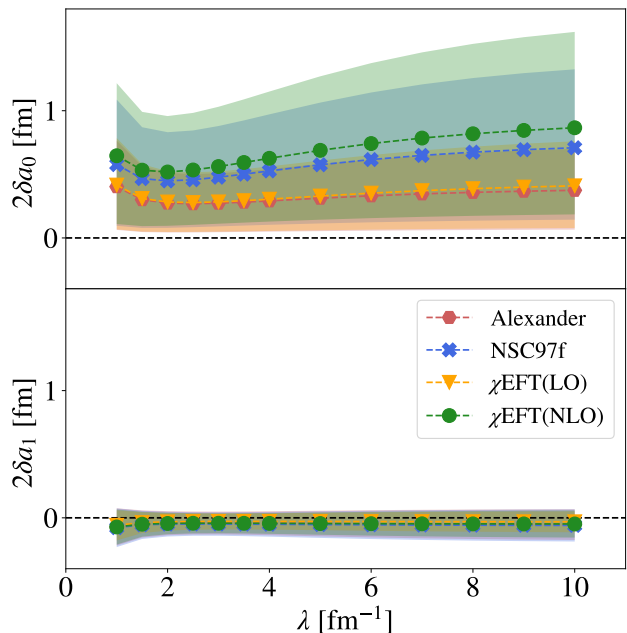 2δa₀ [fm]
1
0
2δa₁ [fm]
1
0
Alexander
NSC97f
χEFT(LO)
χEFT(NLO)
0 2 4 6 8 10
λ [fm⁻¹]